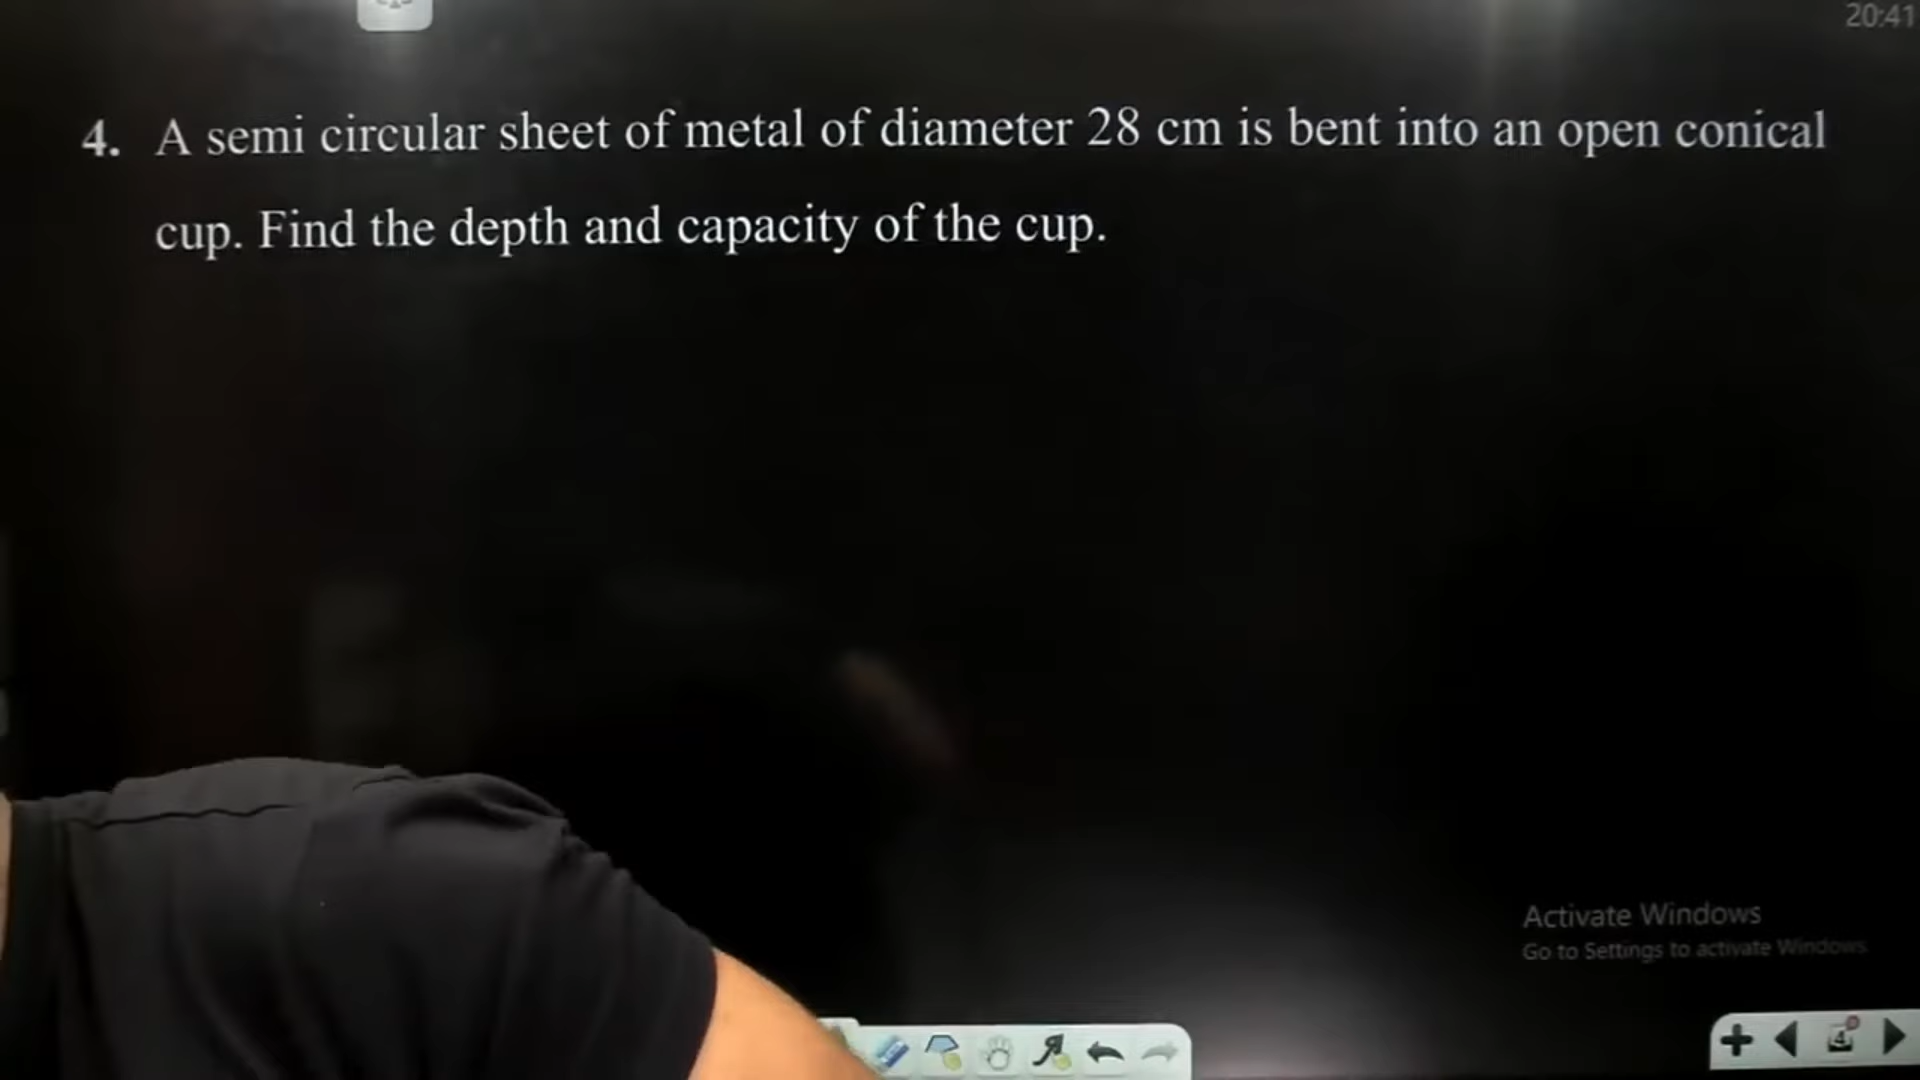 20:41
4. A semi circular sheet of metal of diameter 28 cm is bent into an open conical
cup. Find the depth and capacity of the cup.
Activate Windows
Go to Settings to activate Windows.
4